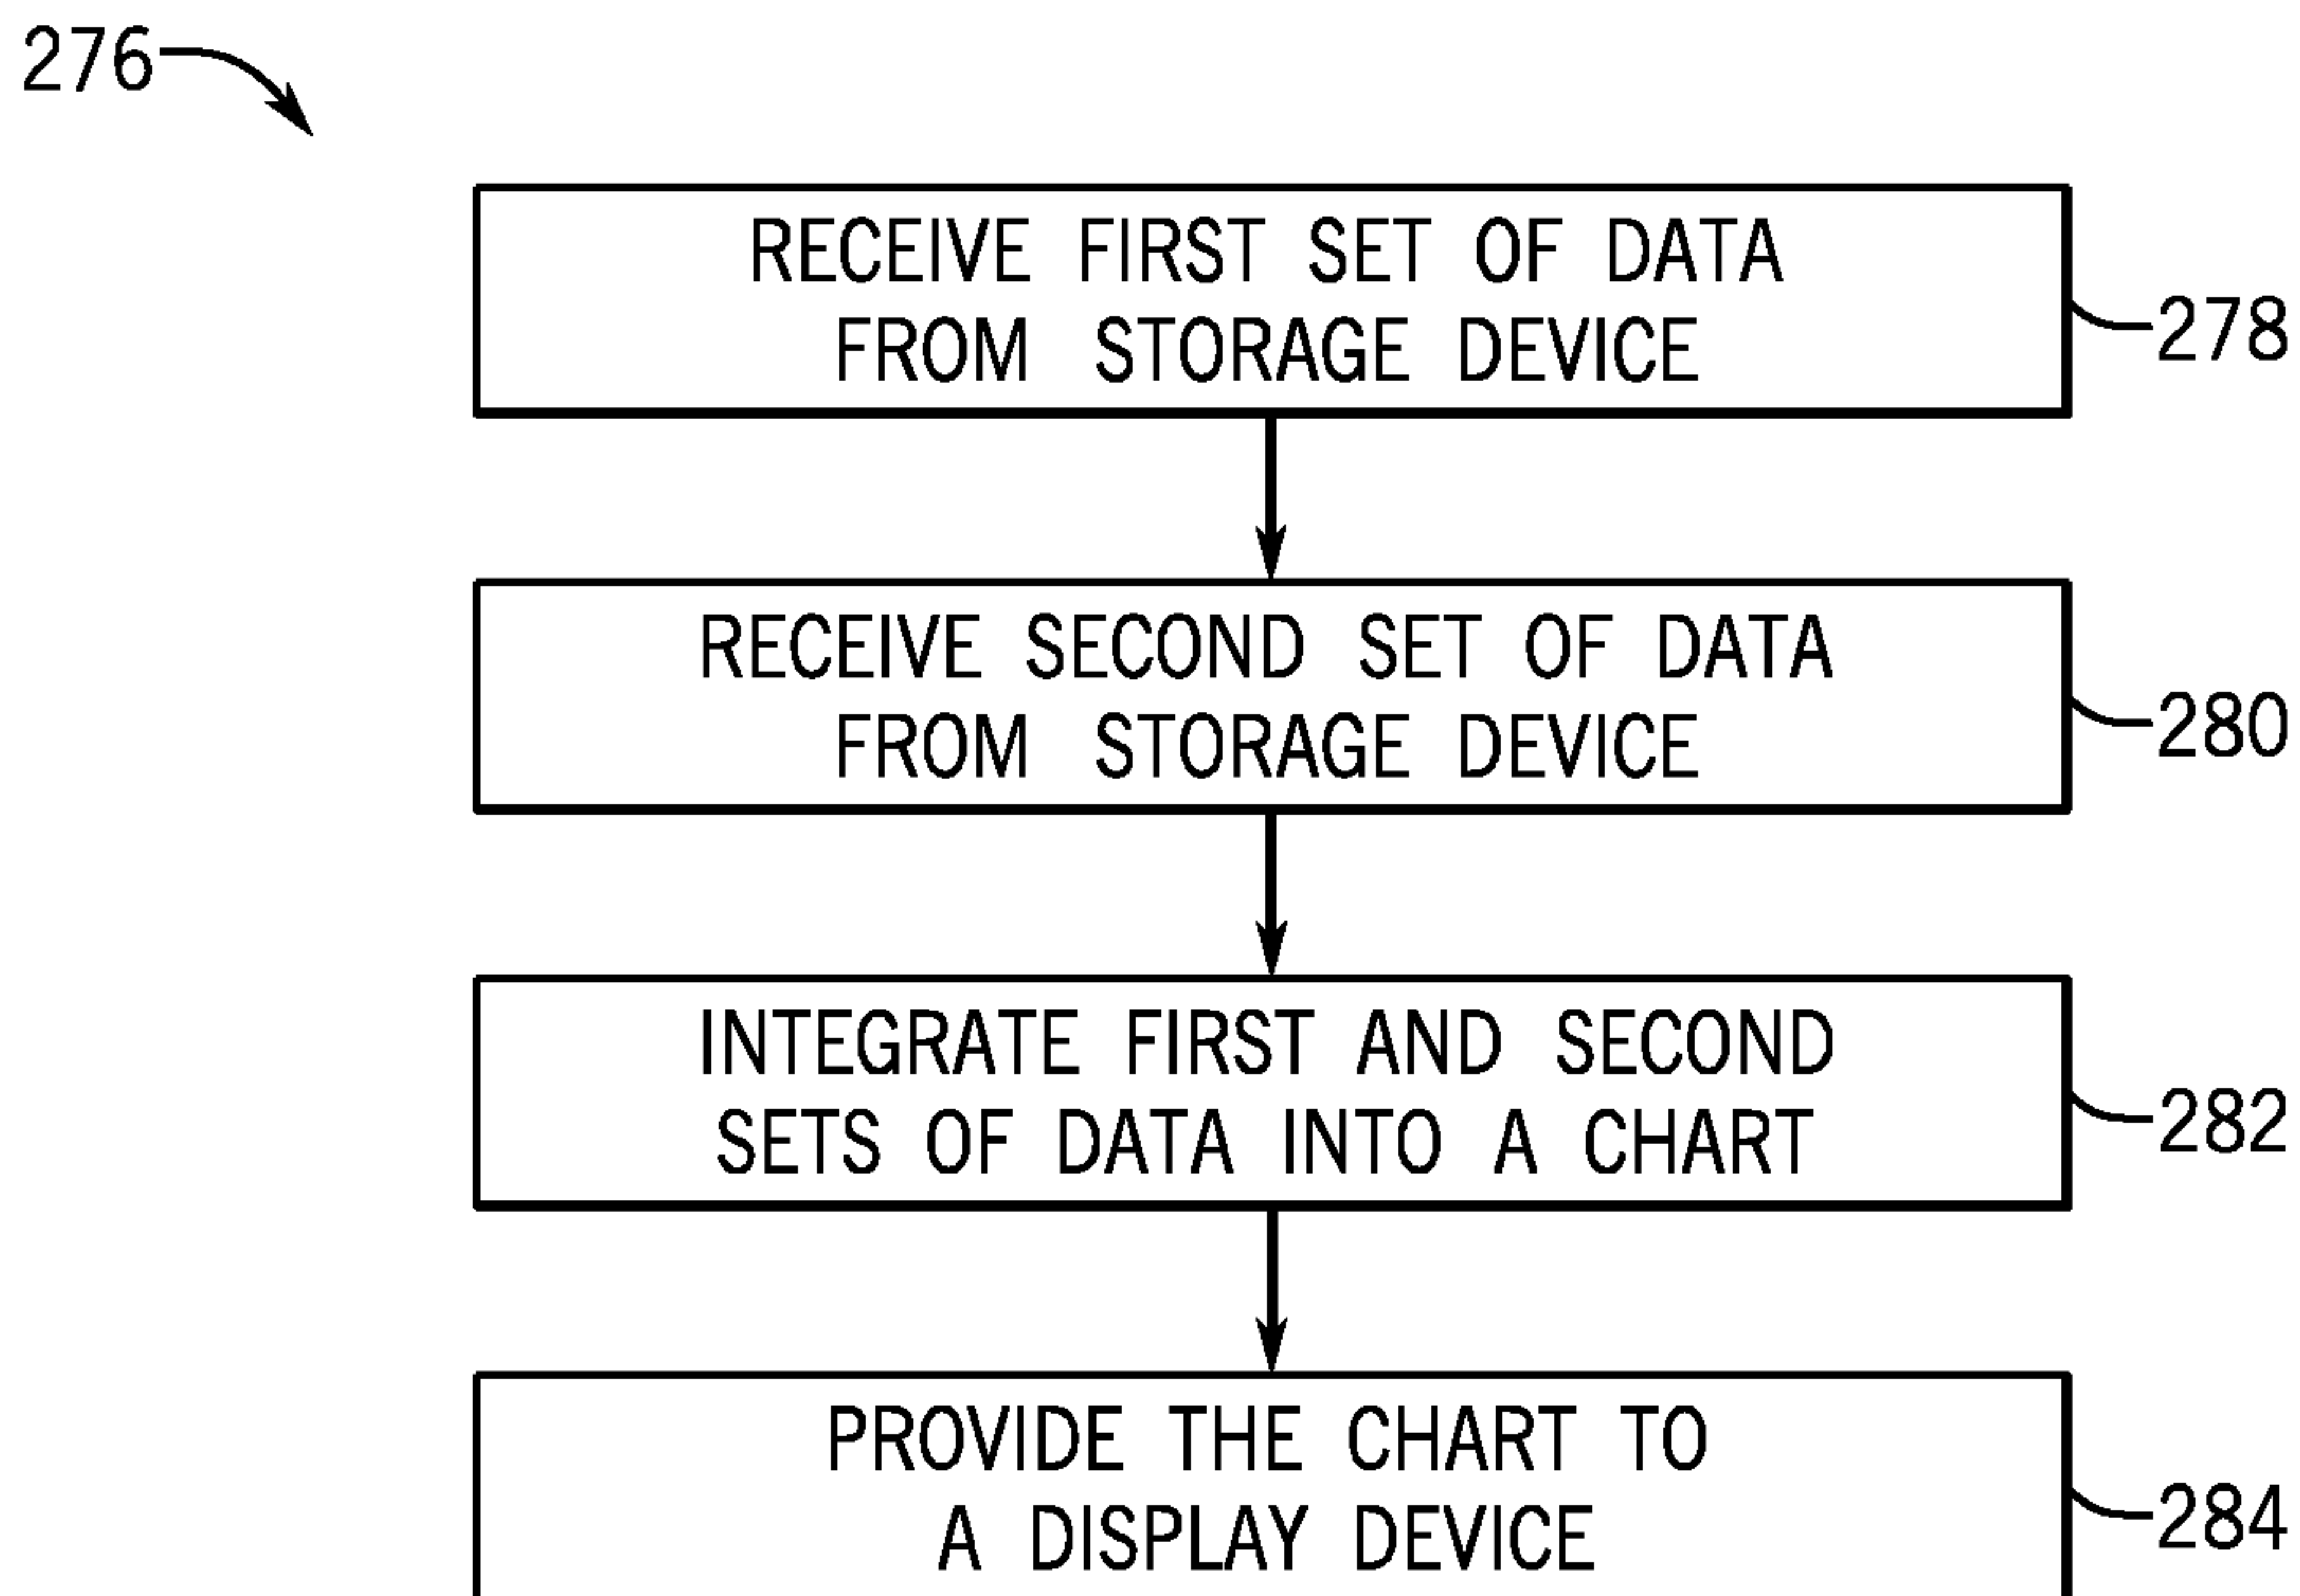 276
RECEIVE FIRST SET OF DATA
FROM STORAGE DEVICE
278
RECEIVE SECOND SET OF DATA
FROM STORAGE DEVICE
280
INTEGRATE FIRST AND SECOND
SETS OF DATA INTO A CHART
282
PROVIDE THE CHART TO
A DISPLAY DEVICE
284